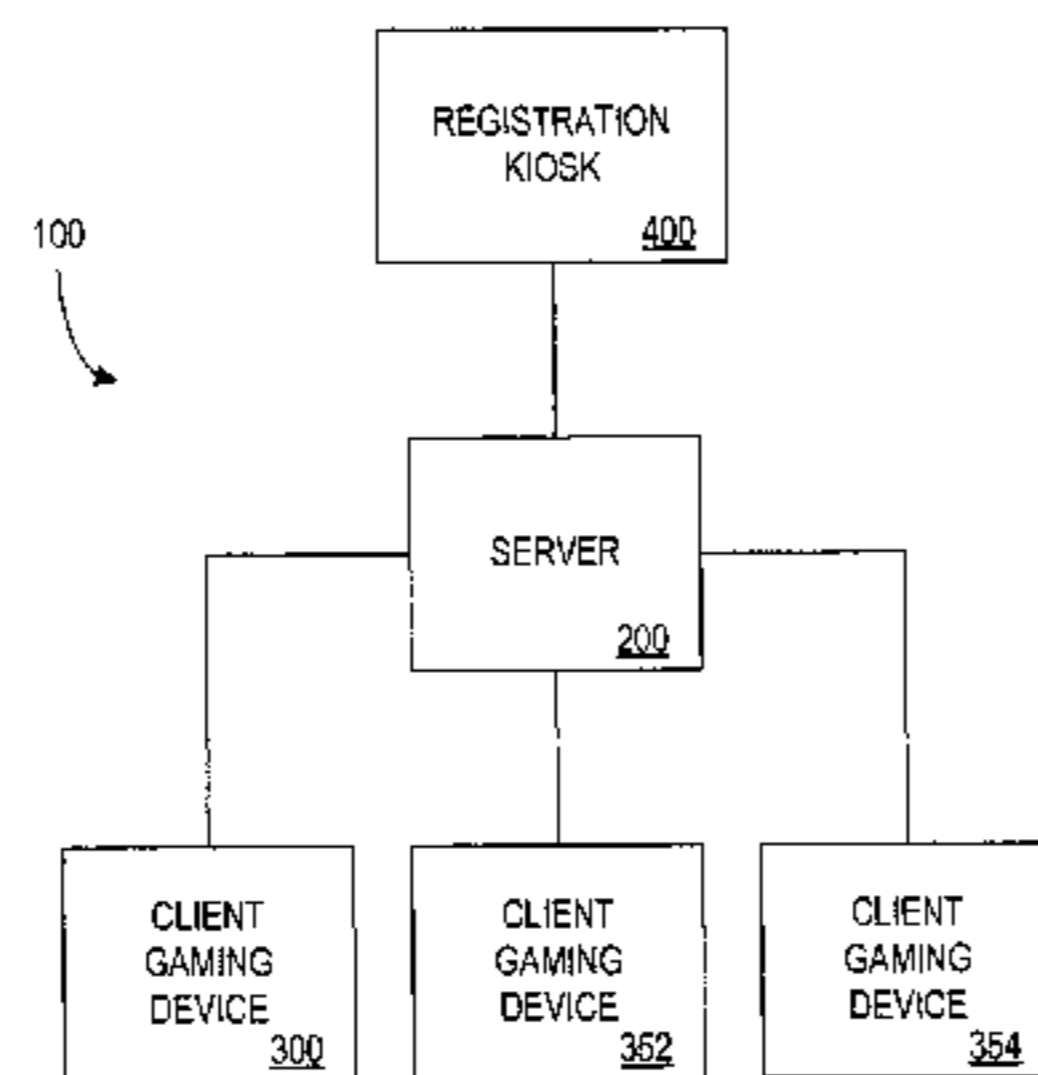 REGISTRATION
KIOSK
400
100
SERVER
200
CLIENT
GAMING
DEVICE
300
CLIENT
GAMING
DEVICE
352
CLIENT
GAMING
DEVICE
354